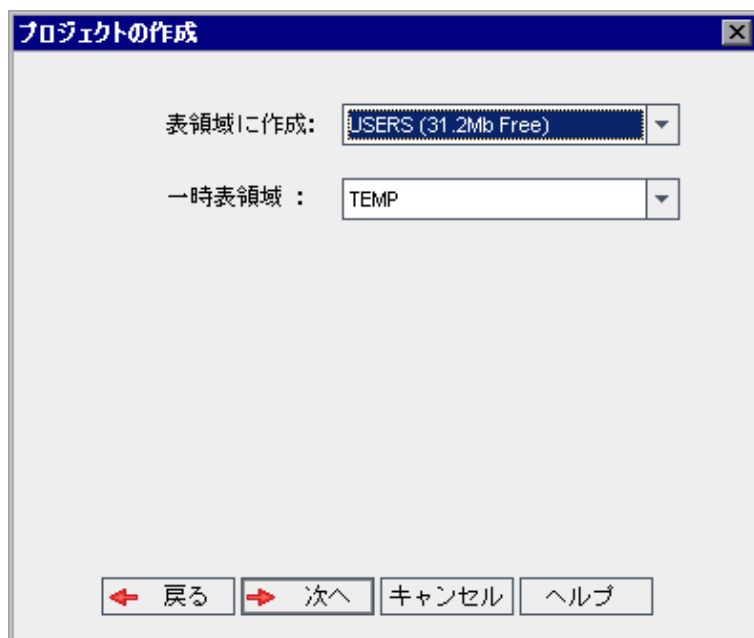 プロジェクトの作成
表領域に作成: USERS (31.2Mb Free)
一時表領域 : TEMP
戻る 次へ キャンセル ヘルプ